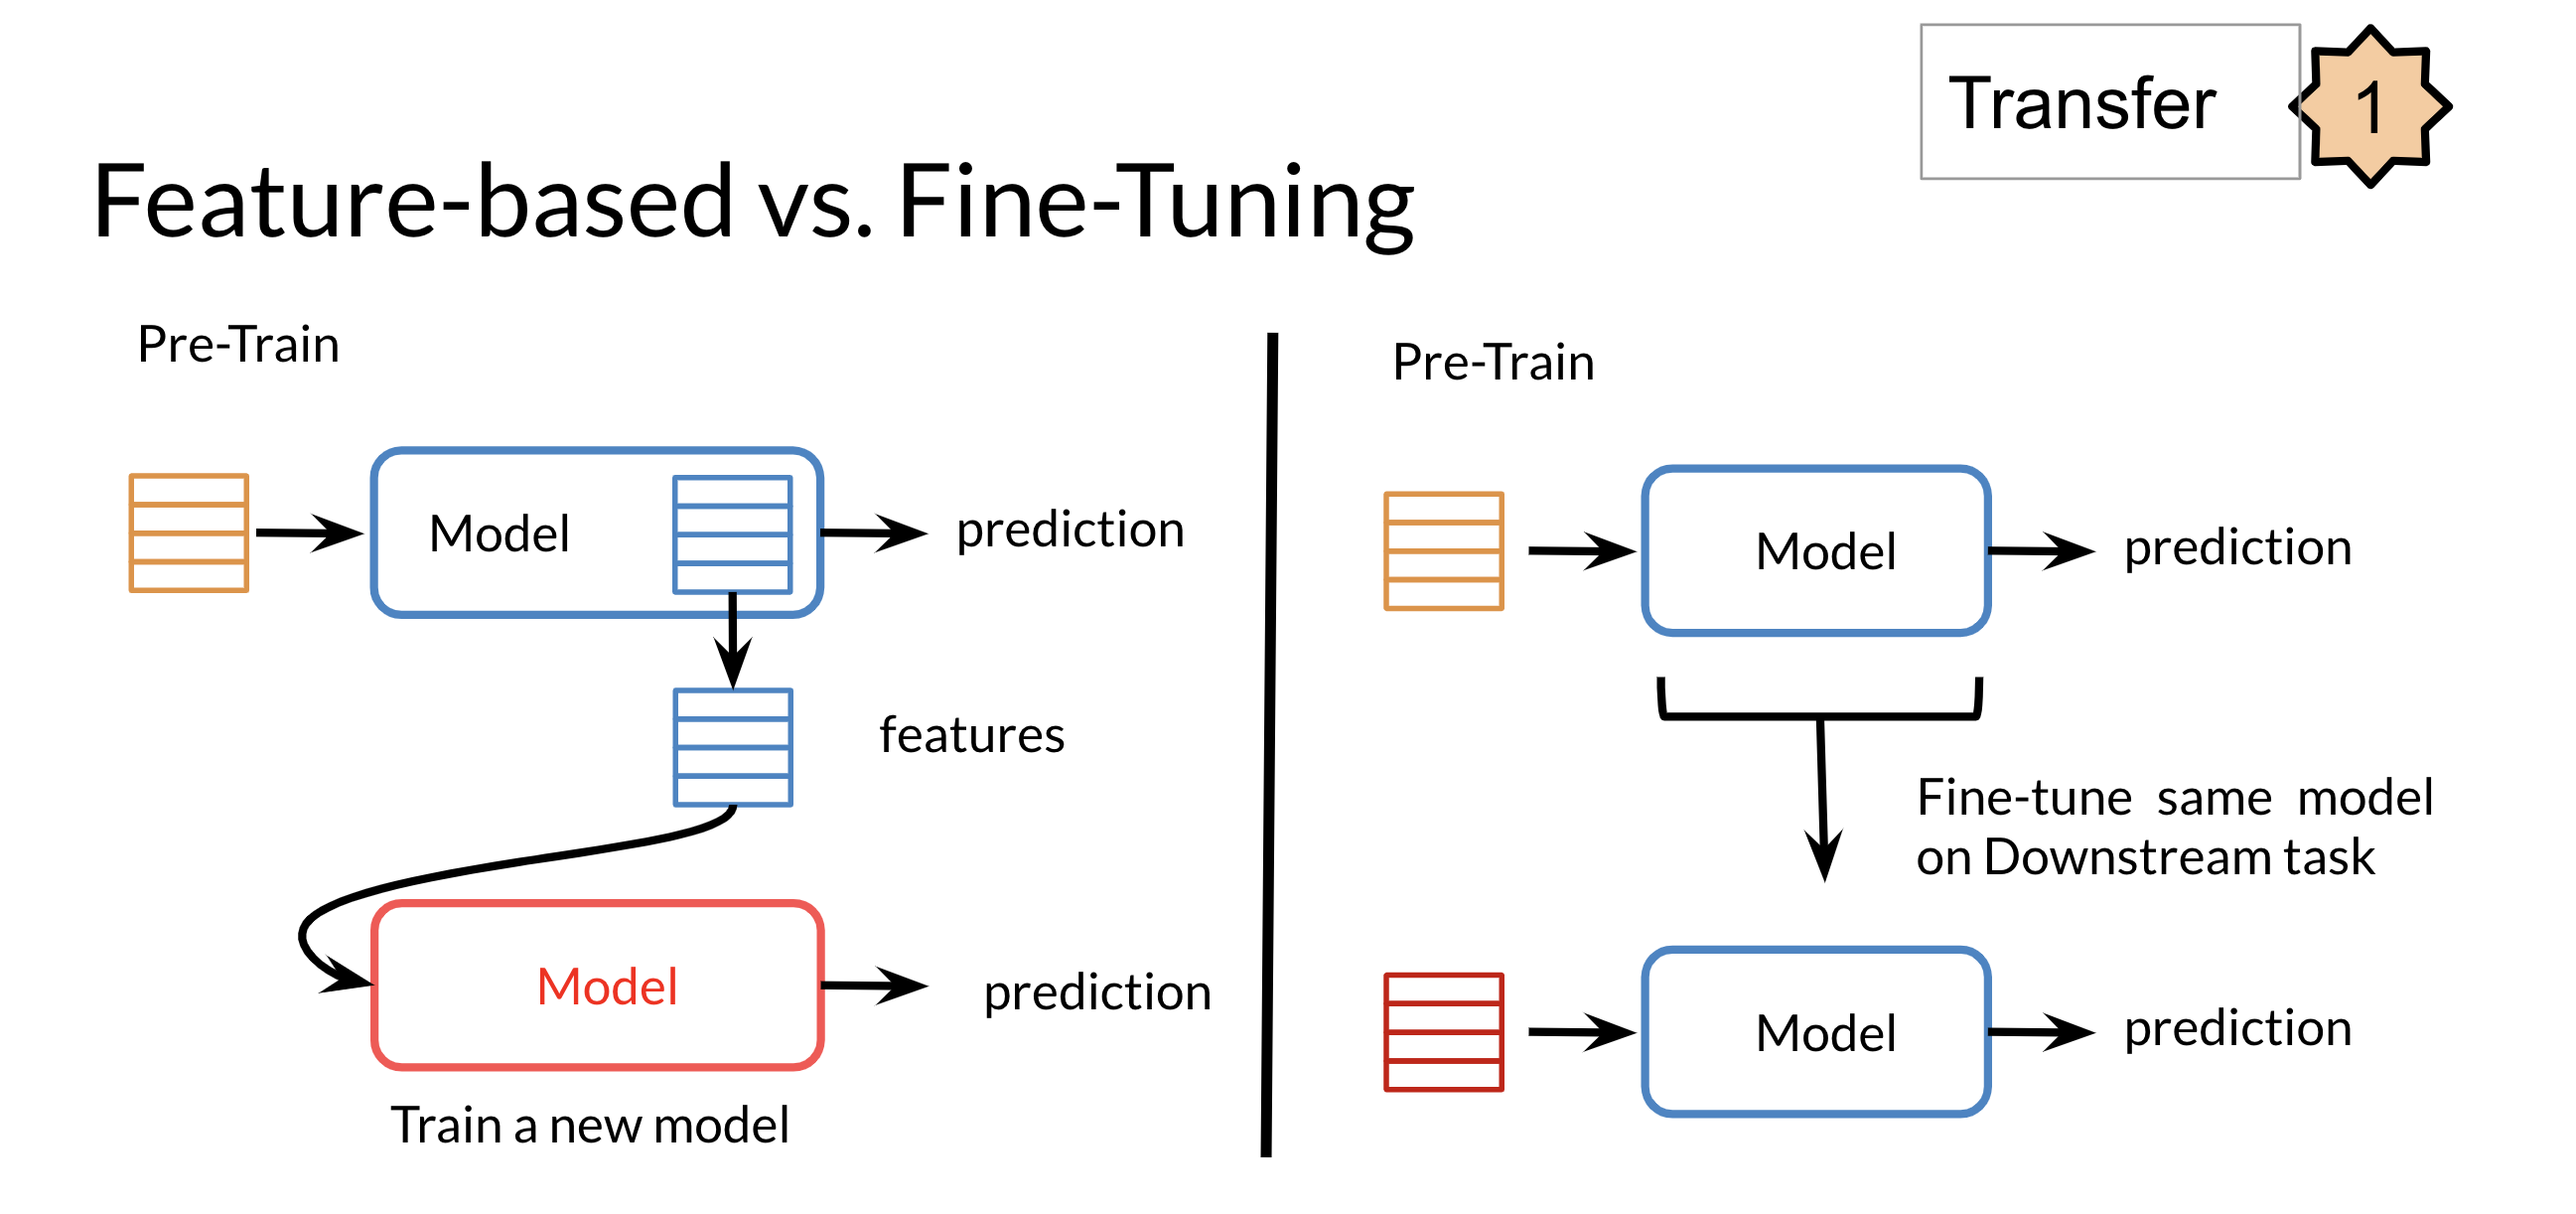 Transfer
1
Feature-based vs. Fine-Tuning
Pre-Train
Model
prediction
features
Model
prediction
Train a new model
Pre-Train
Model
prediction
Fine-tune same model
on Downstream task
Model
prediction